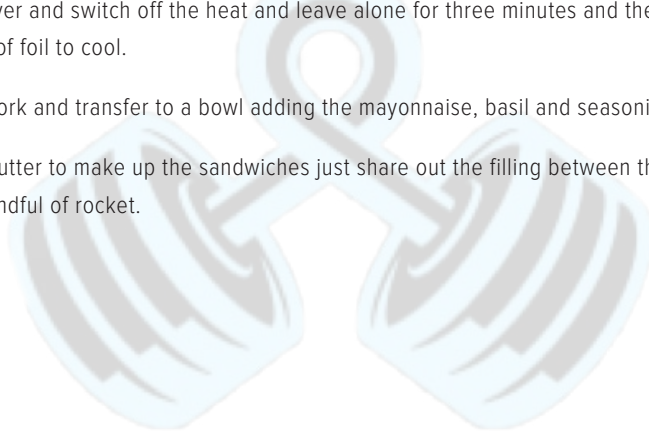 ver and switch off the heat and leave alone for three minutes and the
of foil to cool.
ork and transfer to a bowl adding the mayonnaise, basil and seasoni
utter to make up the sandwiches just share out the filling between th
ndful of rocket.